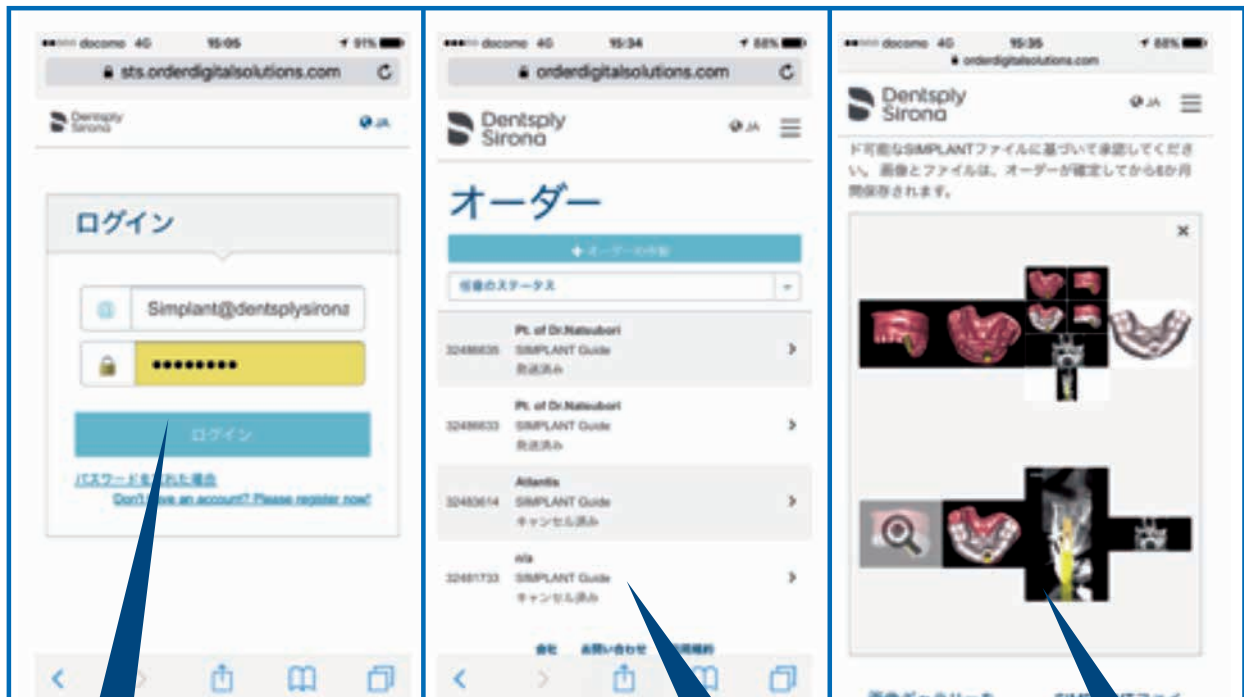 docomo 4G 15:05 91%
sts.orderdigitalsolutions.com
Dentsply
Sirona
JA
ログイン
Simplant@dentsplysirona
ログイン
パスワードを忘れた場合
Don't have an account? Please register now!
docomo 4G 15:34 88%
orderdigitalsolutions.com
Dentsply
Sirona
JA
オーダー
+ オーダーの作成
任意のステータス
Pt. of Dr.Natsubori
32486635 SIMPLANT Guide
発送済み
Pt. of Dr.Natsubori
32486633 SIMPLANT Guide
発送済み
Atlantis
32483614 SIMPLANT Guide
キャンセル済み
n/a
32481733 SIMPLANT Guide
キャンセル済み
会社 お問い合わせ 利用規約
docomo 4G 15:35 88%
orderdigitalsolutions.com
Dentsply
Sirona
JA
ド可能なSIMPLANTファイルに基づいて承認してくださ
い。 画像とファイルは、オーダーが確定してから6か月
間保存されます。